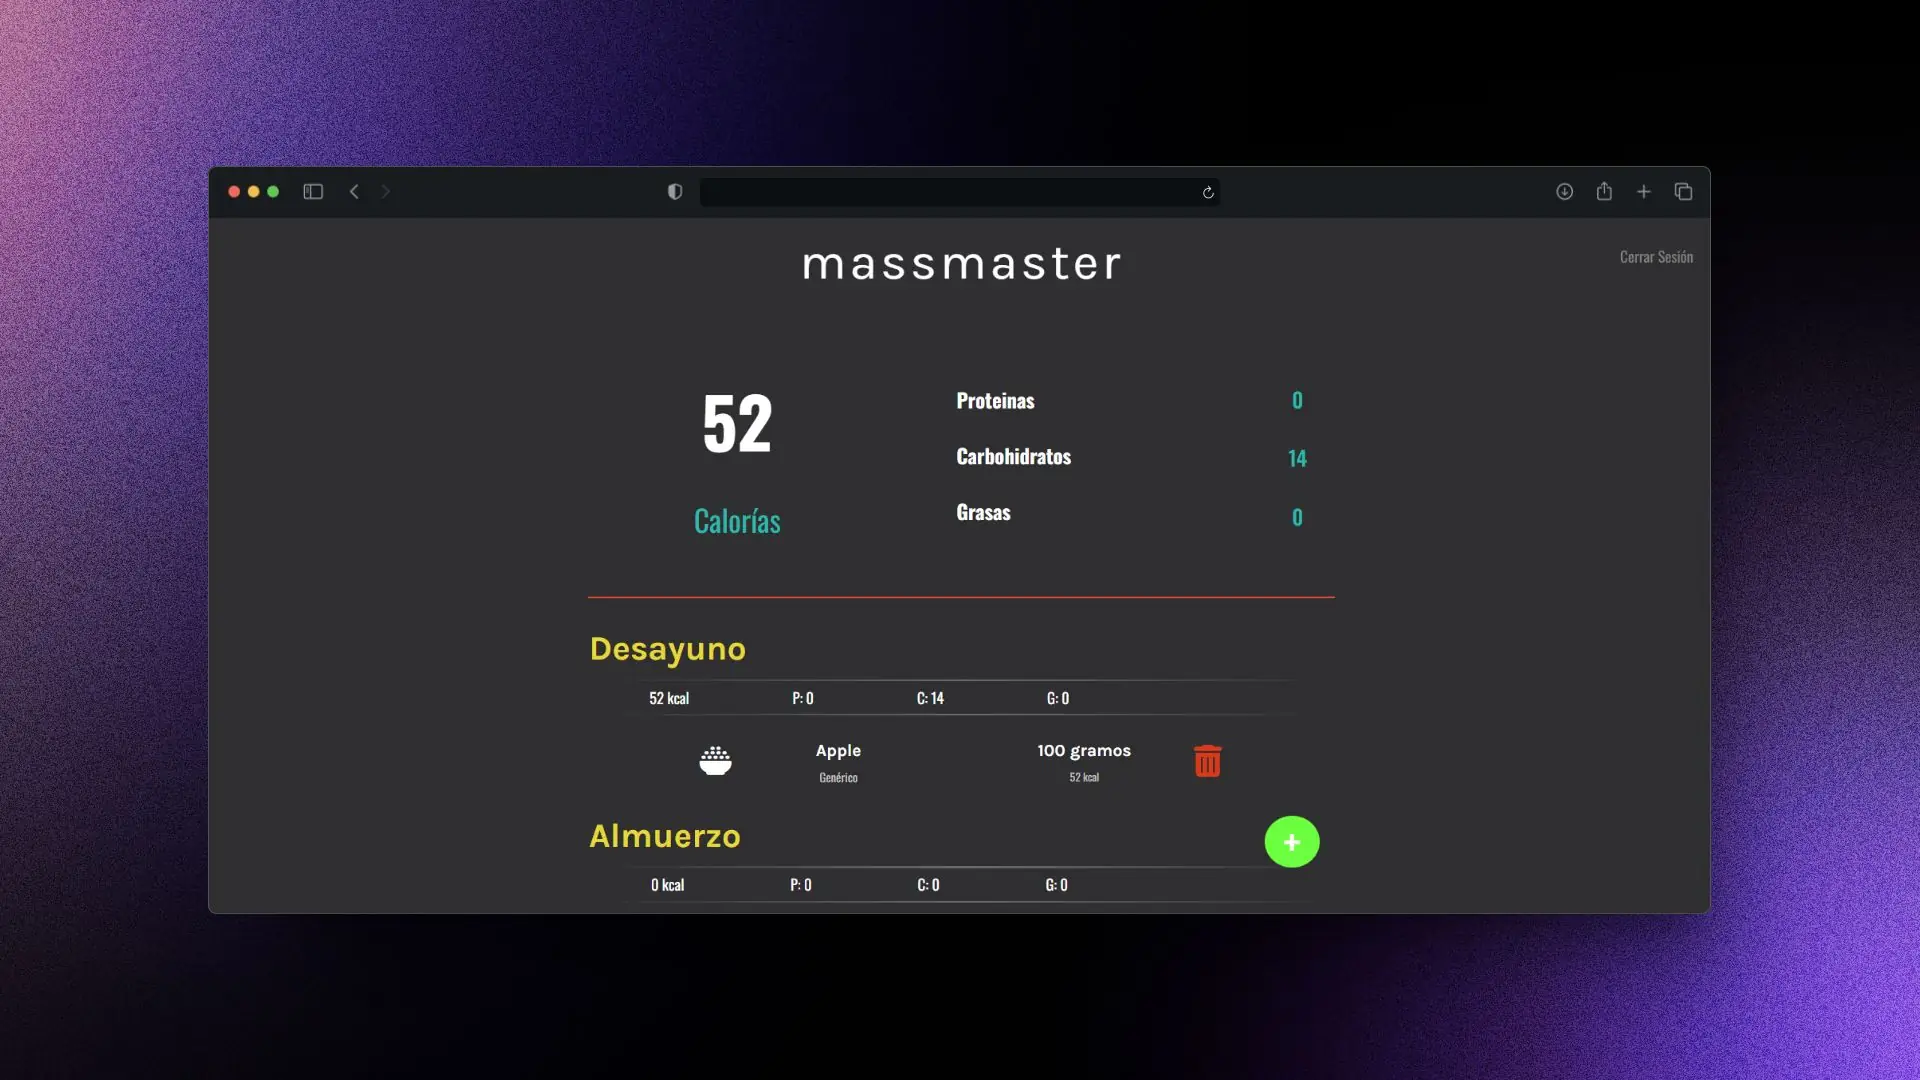 massmaster
Cerrar Sesión
52
Calorías
Proteinas 0
Carbohidratos 14
Grasas 0
Desayuno
52 kcal P: 0 C: 14 G: 0
Apple 100 gramos
Genérico 52 kcal
Almuerzo
+
0 kcal P: 0 C: 0 G: 0